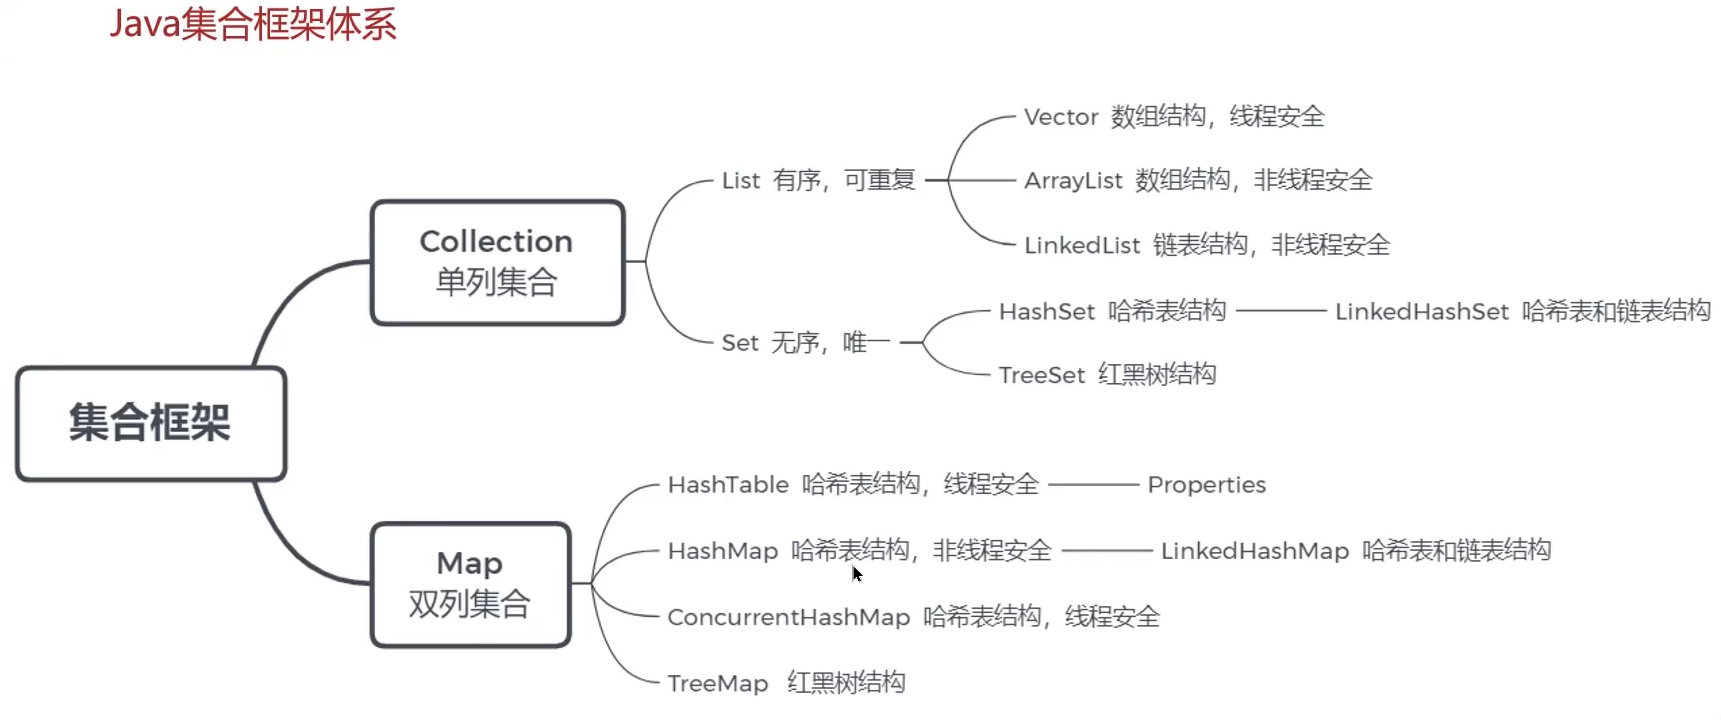 Java集合框架体系
集合框架
Collection
单列集合
List 有序，可重复
Vector 数组结构，线程安全
ArrayList 数组结构，非线程安全
LinkedList 链表结构，非线程安全
Set 无序，唯一
HashSet 哈希表结构
LinkedHashSet 哈希表和链表结构
TreeSet 红黑树结构
Map
双列集合
HashTable 哈希表结构，线程安全
Properties
HashMap 哈希表结构，非线程安全
LinkedHashMap 哈希表和链表结构
ConcurrentHashMap 哈希表结构，线程安全
TreeMap 红黑树结构